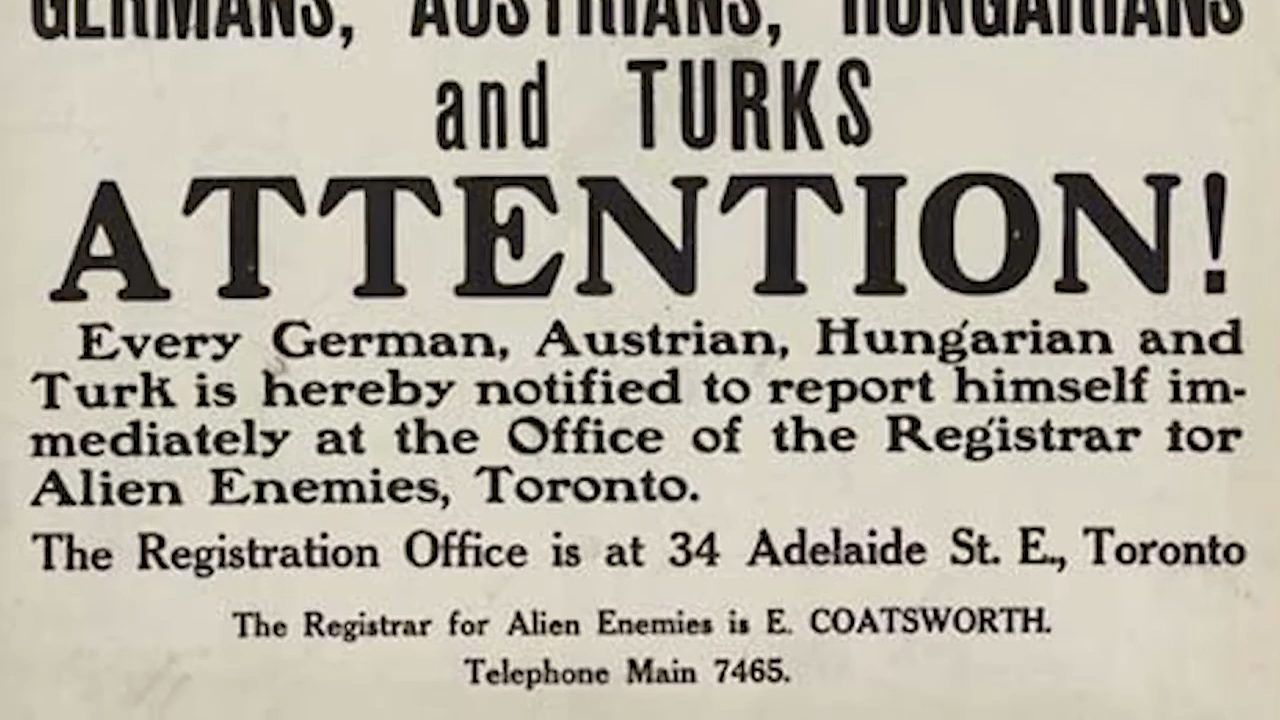 GERMANS, AUSTRIANS, HUNGARIANS
and TURKS
ATTENTION!
Every German, Austrian, Hungarian and
Turk is hereby notified to report himself im-
mediately at the Office of the Registrar for
Alien Enemies, Toronto.
The Registration Office is at 34 Adelaide St. E., Toronto
The Registrar for Alien Enemies is E. COATSWORTH.
Telephone Main 7465.